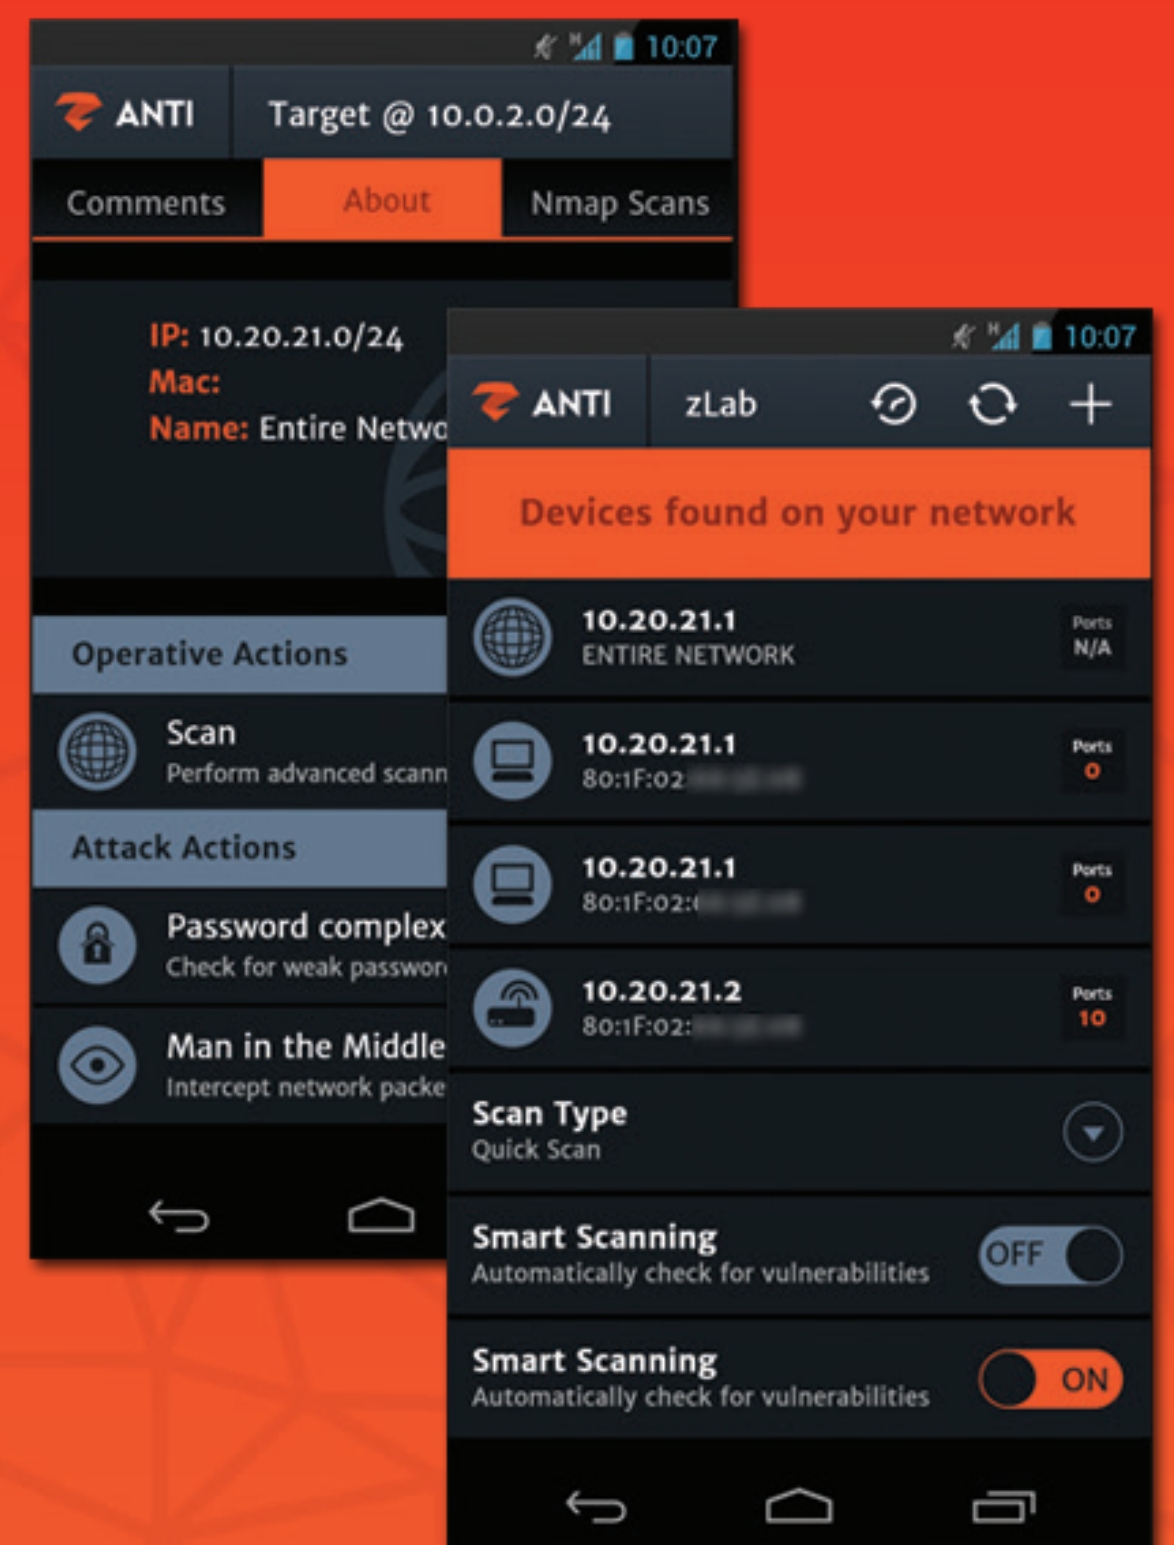 10:07
ANTI
Target @ 10.0.2.0/24
Comments
About
Nmap Scans
IP: 10.20.21.0/24
Mac:
Name: Entire Netwo
Operative Actions
Scan
Perform advanced scann
Attack Actions
Password complex
Check for weak passwor
Man in the Middle
Intercept network packe
H
10:07
ANTI
zLab
Devices found on your network
10.20.21.1
ENTIRE NETWORK
Ports
N/A
10.20.21.1
80:1F:02
Ports
0
10.20.21.1
80:1F:02:
Ports
0
10.20.21.2
80:1F:02:
Ports
10
Scan Type
Quick Scan
Smart Scanning
Automatically check for vulnerabilities
OFF
Smart Scanning
Automatically check for vulnerabilities
ON